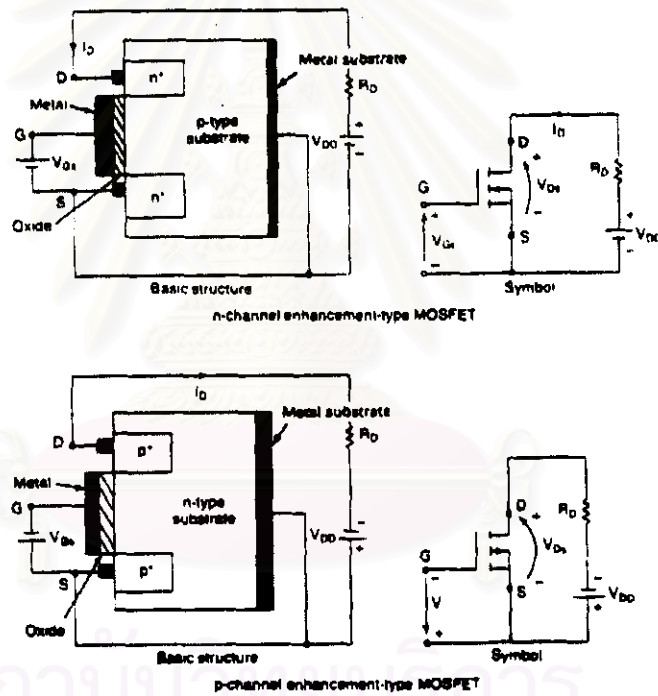 I_D
D
n+
Metal substrate
R_D
Metal
G
p-type
substrate
V_DD
V_Gs
S
n+
Oxide
Basic structure
I_D
D
+
R_D
G
V_Ds
+
V_Gs
-
-
S
+
V_DD
-
Symbol
n-channel enhancement-type MOSFET
I_D
Metal substrate
D
p+
R_D
Metal
G
n-type
substrate
V_DD
-
+
V_Gs
S
p+
Oxide
Basic structure
D
+
R_D
G
V_Ds
-
V
+
-
S
-
V_DD
+
Symbol
p-channel enhancement-type MOSFET